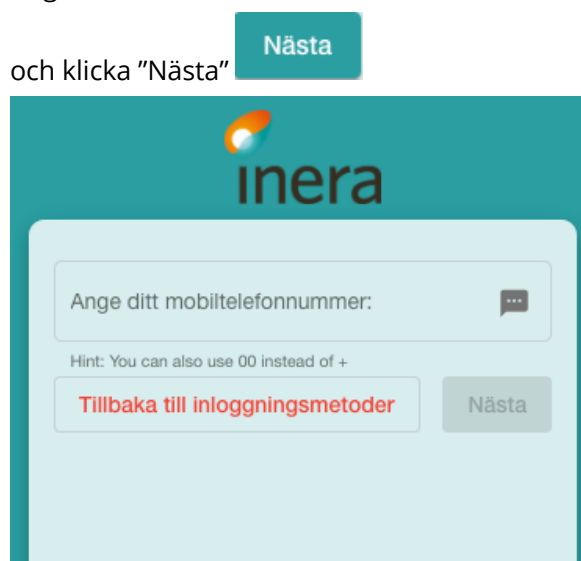 Nästa
och klicka ”Nästa”
inera
Ange ditt mobiltelefonnummer:
Hint: You can also use 00 instead of +
Tillbaka till inloggningsmetoder Nästa